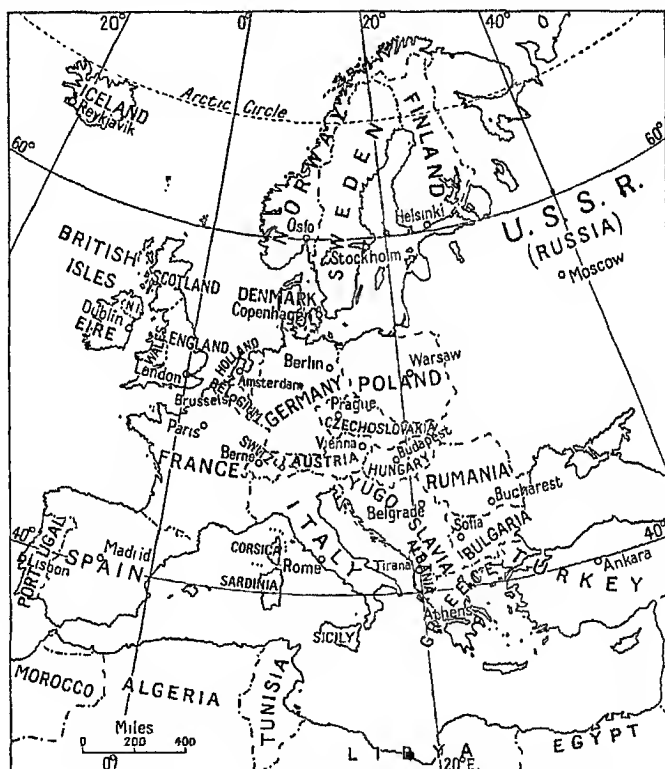 20°
0°
20°
40°
Arctic Circle
ICELAND
Reykjavik
60°
60°
NORWAY
SWEDEN
FINLAND
Oslo
Helsinki
Stockholm
U.S.S.R.
(RUSSIA)
Moscow
BRITISH
ISLES
SCOTLAND
N.I.
Dublin
EIRE
WALES
ENGLAND
London
DENMARK
Copenhagen
HOLLAND
Amsterdam
Brussels
BELGIUM
Berlin
GERMANY
Warsaw
POLAND
Prague
CZECHOSLOVAKIA
Paris
FRANCE
Berne
SWITZ
Vienna
AUSTRIA
Budapest
HUNGARY
RUMANIA
Bucharest
YUGOSLAVIA
Belgrade
Sofia
BULGARIA
ITALY
CORSICA
Rome
SARDINIA
SICILY
Tirana
ALBANIA
GREECE
Athens
TURKEY
Ankara
40°
40°
PORTUGAL
Lisbon
SPAIN
Madrid
MOROCCO
ALGERIA
TUNISIA
EGYPT
Miles
0 200 400
0°
20°E.